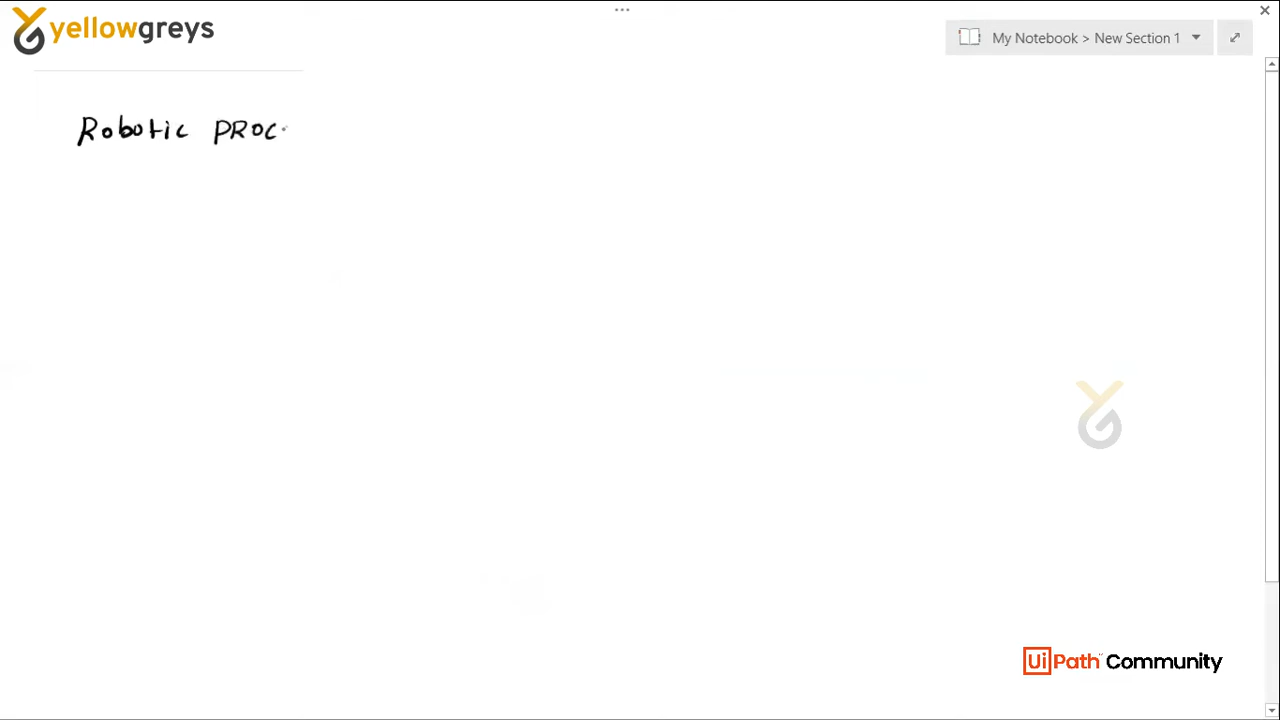 yellowgreys
My Notebook > New Section 1
Robotic PROC
UiPath Community